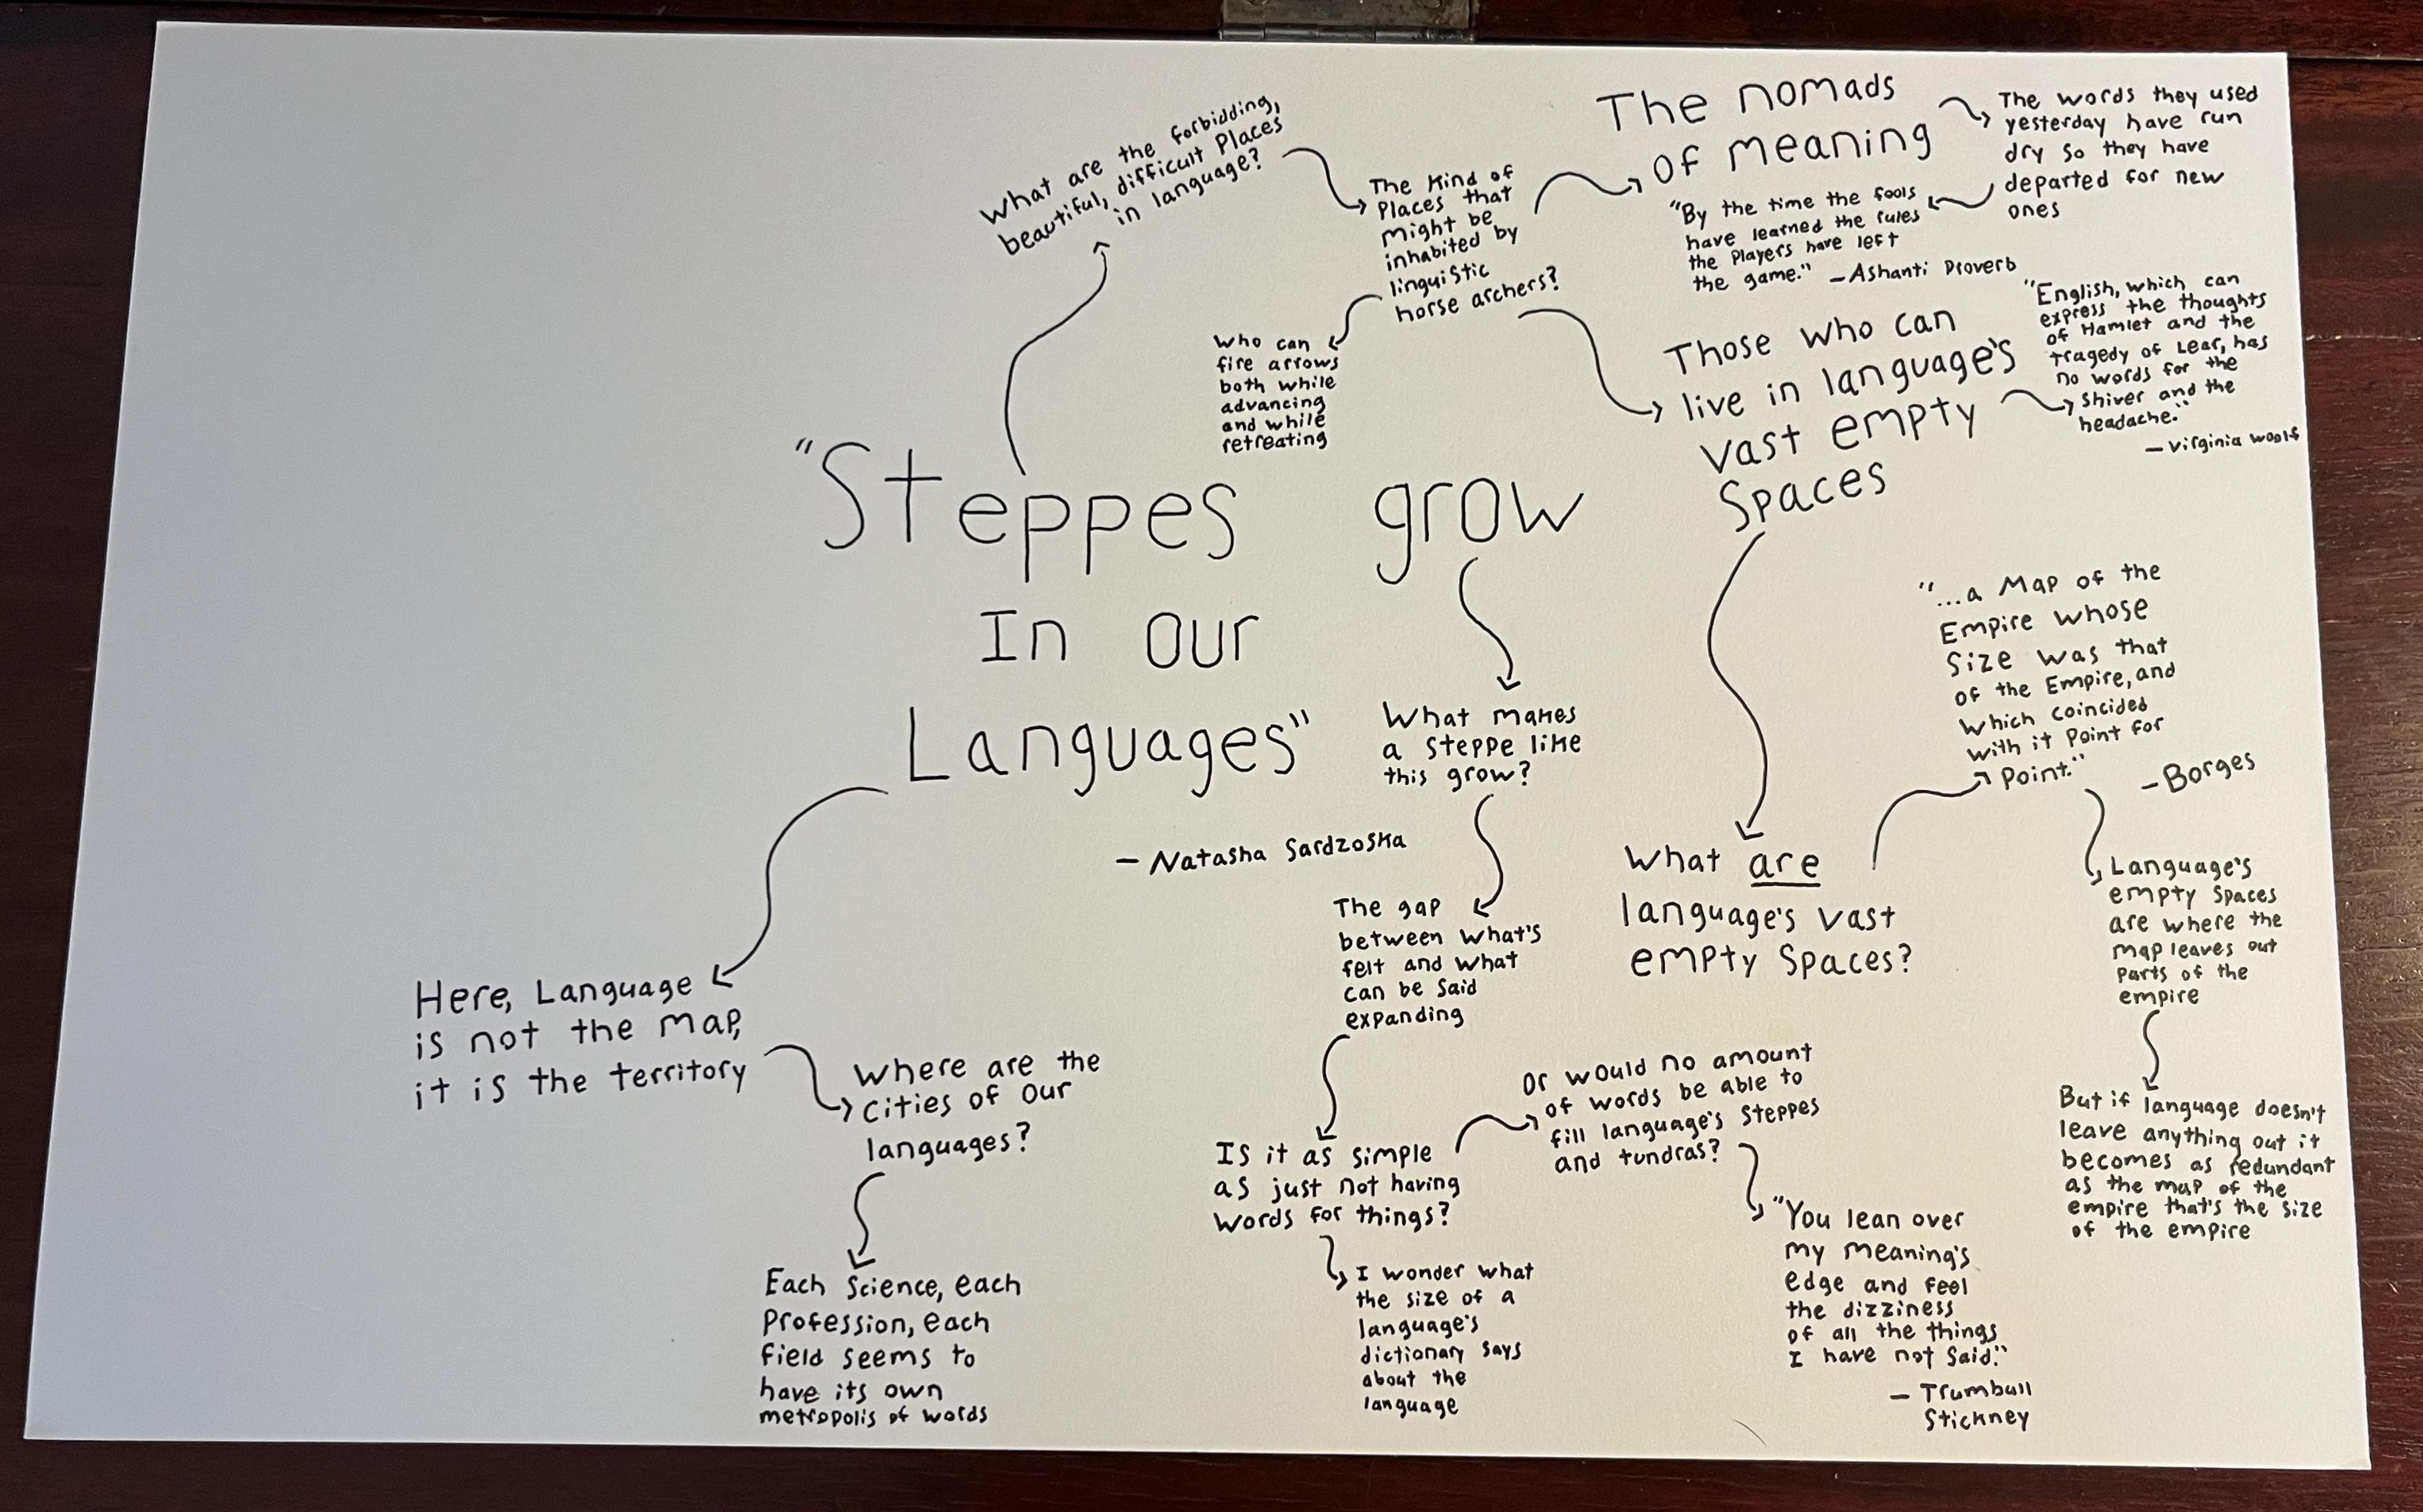 "Steppes grow
In our
Languages"
— Natasha Sardzoska
What are the forbidding,
beautiful, difficult Places
in language?
The Kind of
Places that
might be
inhabited by
linguistic
horse archers?
Who can
fire arrows
both while
advancing
and while
retreating
The nomads
of meaning
The words they used
yesterday have run
dry so they have
departed for new
ones
"By the time the fools
have learned the rules
the Players have left
the game." — Ashanti Proverb
Those who can
live in language's
vast empty
Spaces
"English, which can
express the thoughts
of Hamlet and the
tragedy of Lear, has
no words for the
Shiver and the
headache."
— Virginia Woolf
What are
language's vast
empty Spaces?
"...a Map of the
Empire whose
Size was that
of the Empire, and
which coincided
with it Point for
Point."
— Borges
Language's
empty Spaces
are where the
map leaves out
Parts of the
empire
But if language doesn't
leave anything out it
becomes as redundant
as the map of the
empire that's the size
of the empire
What makes
a steppe like
this grow?
The gap
between what's
felt and what
can be said
expanding
Is it as simple
as just not having
words for things?
Or would no amount
of words be able to
fill language's Steppes
and tundras?
"You lean over
my meaning's
edge and feel
the dizziness
of all the things
I have not said."
— Trumbull
Stickney
I wonder what
the size of a
language's
dictionary says
about the
language
Here, Language
is not the map,
it is the territory
Where are the
cities of our
languages?
Each Science, each
Profession, each
field seems to
have its own
metropolis of words